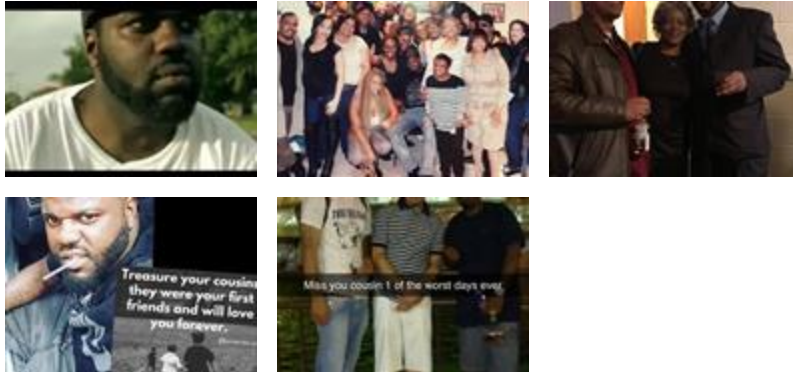 Treasure your cousins
they were your first
friends and will love
you forever.
Miss you cousin 1 of the worst days ever